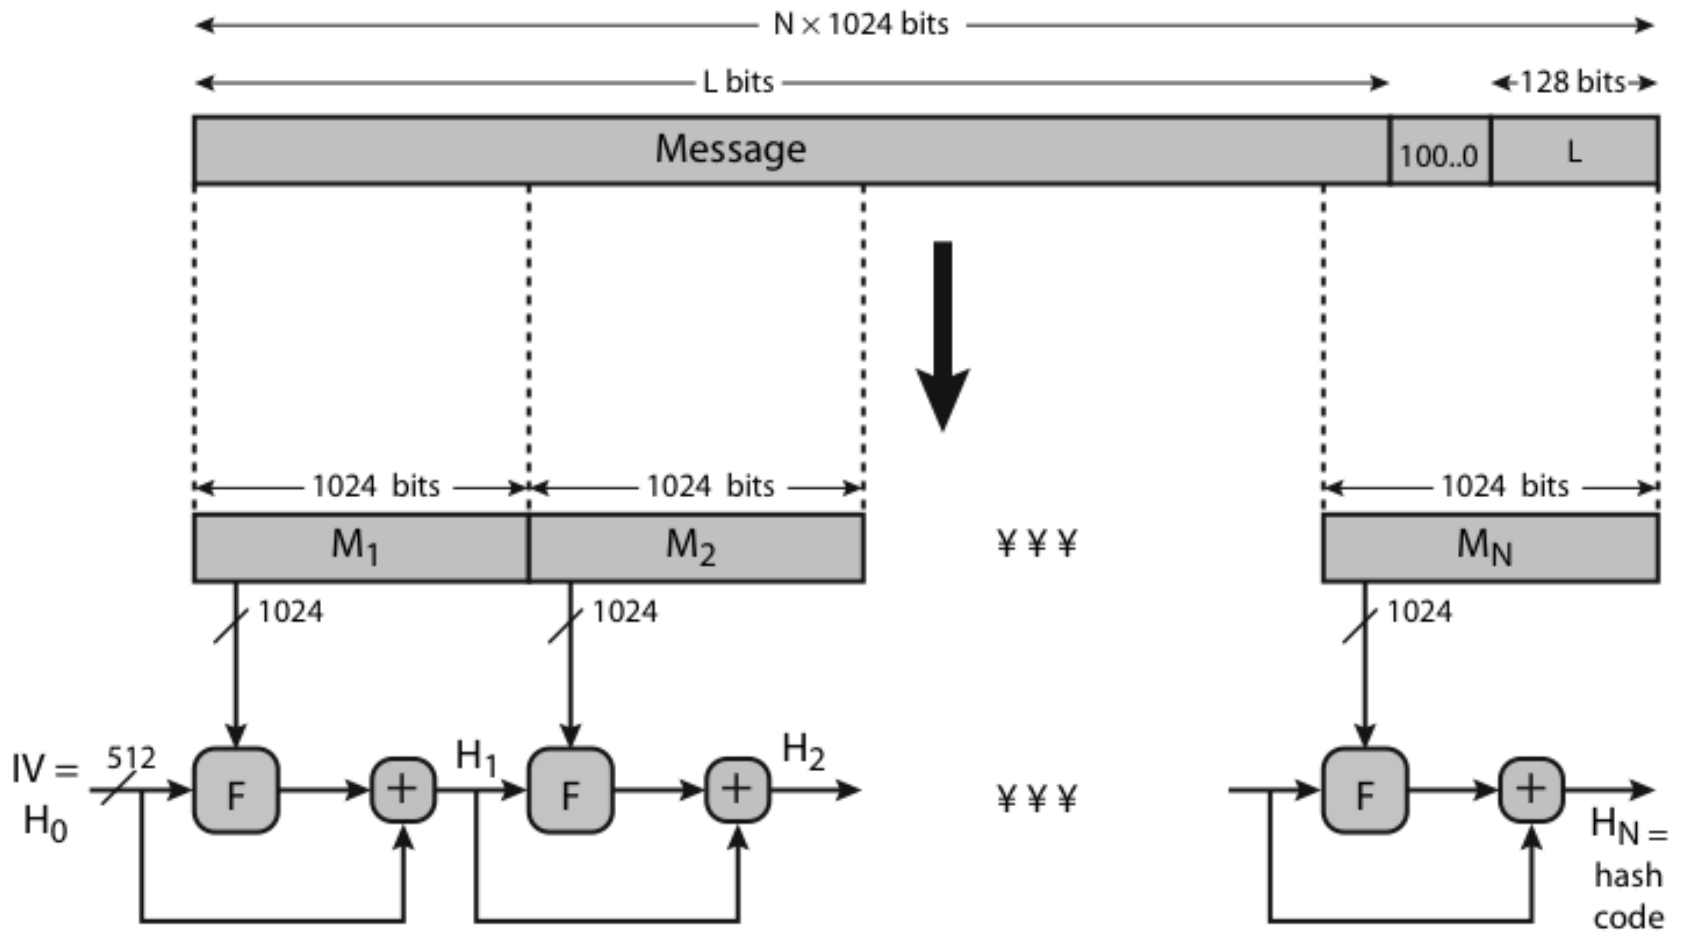 N × 1024 bits
L bits
128 bits
Message
100..0
L
1024 bits
1024 bits
1024 bits
M1
M2
¥ ¥ ¥
MN
1024
1024
1024
IV =
H0
512
F
+
H1
F
+
H2
¥ ¥ ¥
F
+
HN =
hash
code